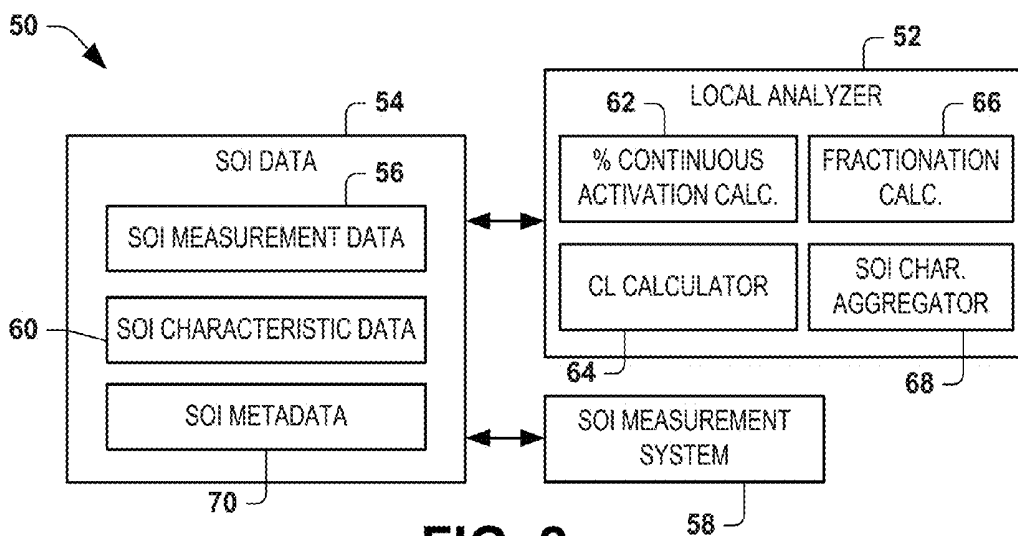 50
52
54
SOI DATA
56
SOI MEASUREMENT DATA
60
SOI CHARACTERISTIC DATA
SOI METADATA
70
LOCAL ANALYZER
62
66
% CONTINUOUS
ACTIVATION CALC.
FRACTIONATION
CALC.
CL CALCULATOR
SOI CHAR.
AGGREGATOR
64
68
SOI MEASUREMENT
SYSTEM
58